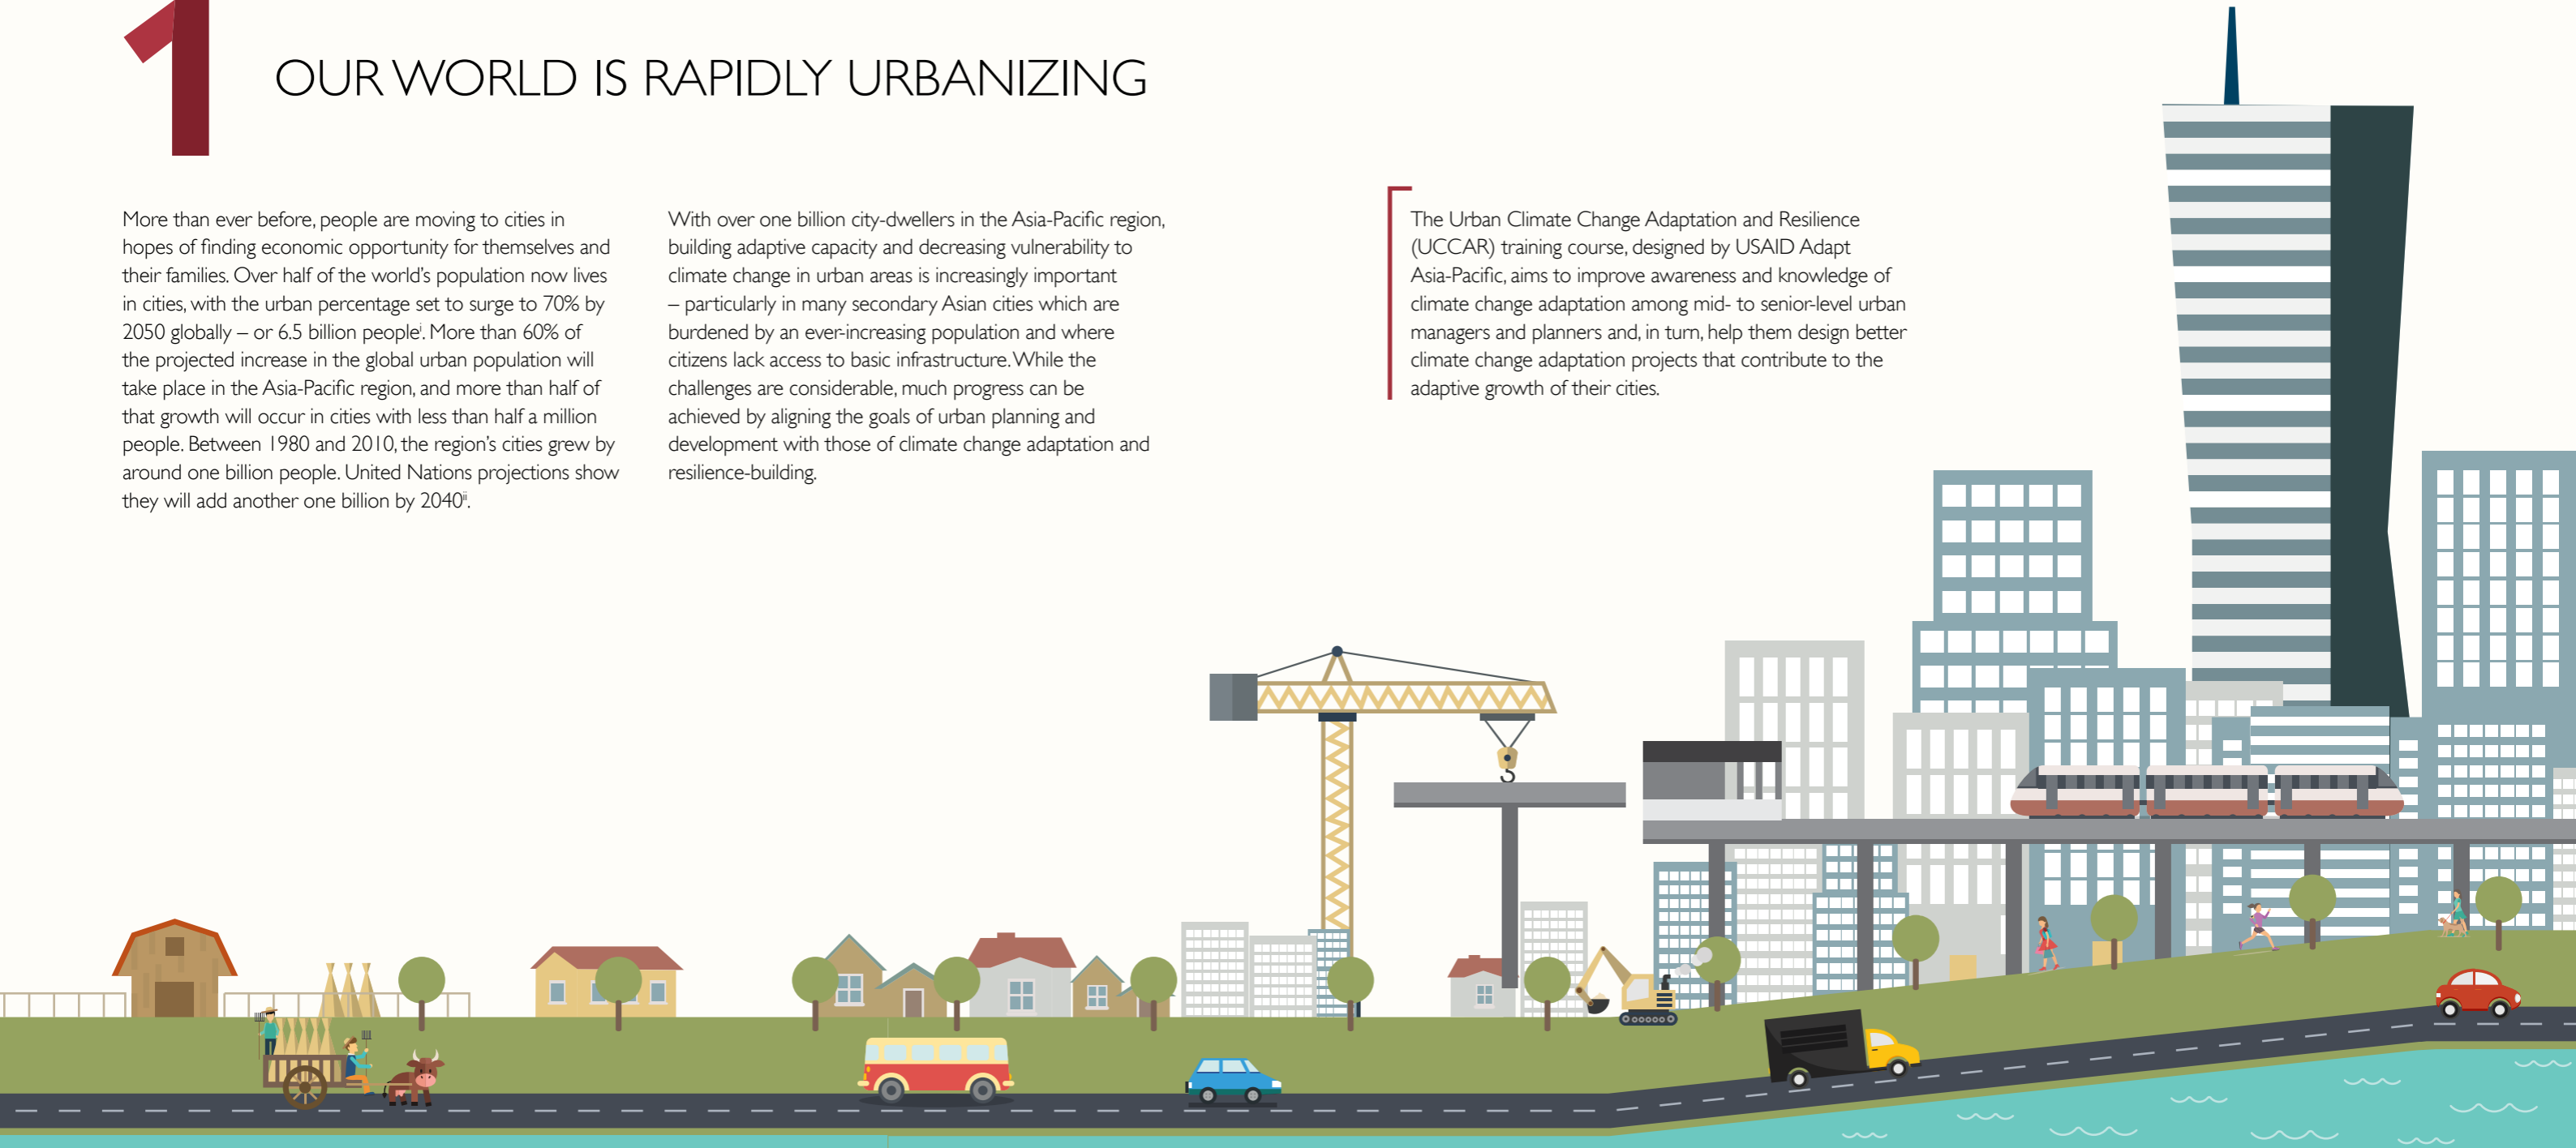 1
OUR WORLD IS RAPIDLY URBANIZING
More than ever before, people are moving to cities in
hopes of finding economic opportunity for themselves and
their families. Over half of the world's population now lives
in cities, with the urban percentage set to surge to 70% by
2050 globally – or 6.5 billion peopleⁱ. More than 60% of
the projected increase in the global urban population will
take place in the Asia-Pacific region, and more than half of
that growth will occur in cities with less than half a million
people. Between 1980 and 2010, the region's cities grew by
around one billion people. United Nations projections show
they will add another one billion by 2040ⁱⁱ.
With over one billion city-dwellers in the Asia-Pacific region,
building adaptive capacity and decreasing vulnerability to
climate change in urban areas is increasingly important
– particularly in many secondary Asian cities which are
burdened by an ever-increasing population and where
citizens lack access to basic infrastructure. While the
challenges are considerable, much progress can be
achieved by aligning the goals of urban planning and
development with those of climate change adaptation and
resilience-building.
The Urban Climate Change Adaptation and Resilience
(UCCAR) training course, designed by USAID Adapt
Asia-Pacific, aims to improve awareness and knowledge of
climate change adaptation among mid- to senior-level urban
managers and planners and, in turn, help them design better
climate change adaptation projects that contribute to the
adaptive growth of their cities.